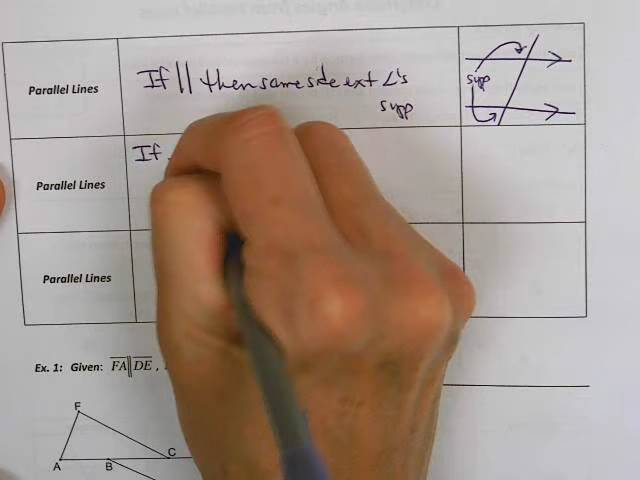 Parallel Lines
If || then same side ext ∠'s
supp
supp
Parallel Lines
If
Parallel Lines
Ex. 1: Given: FA || DE ,
F
A
B
C